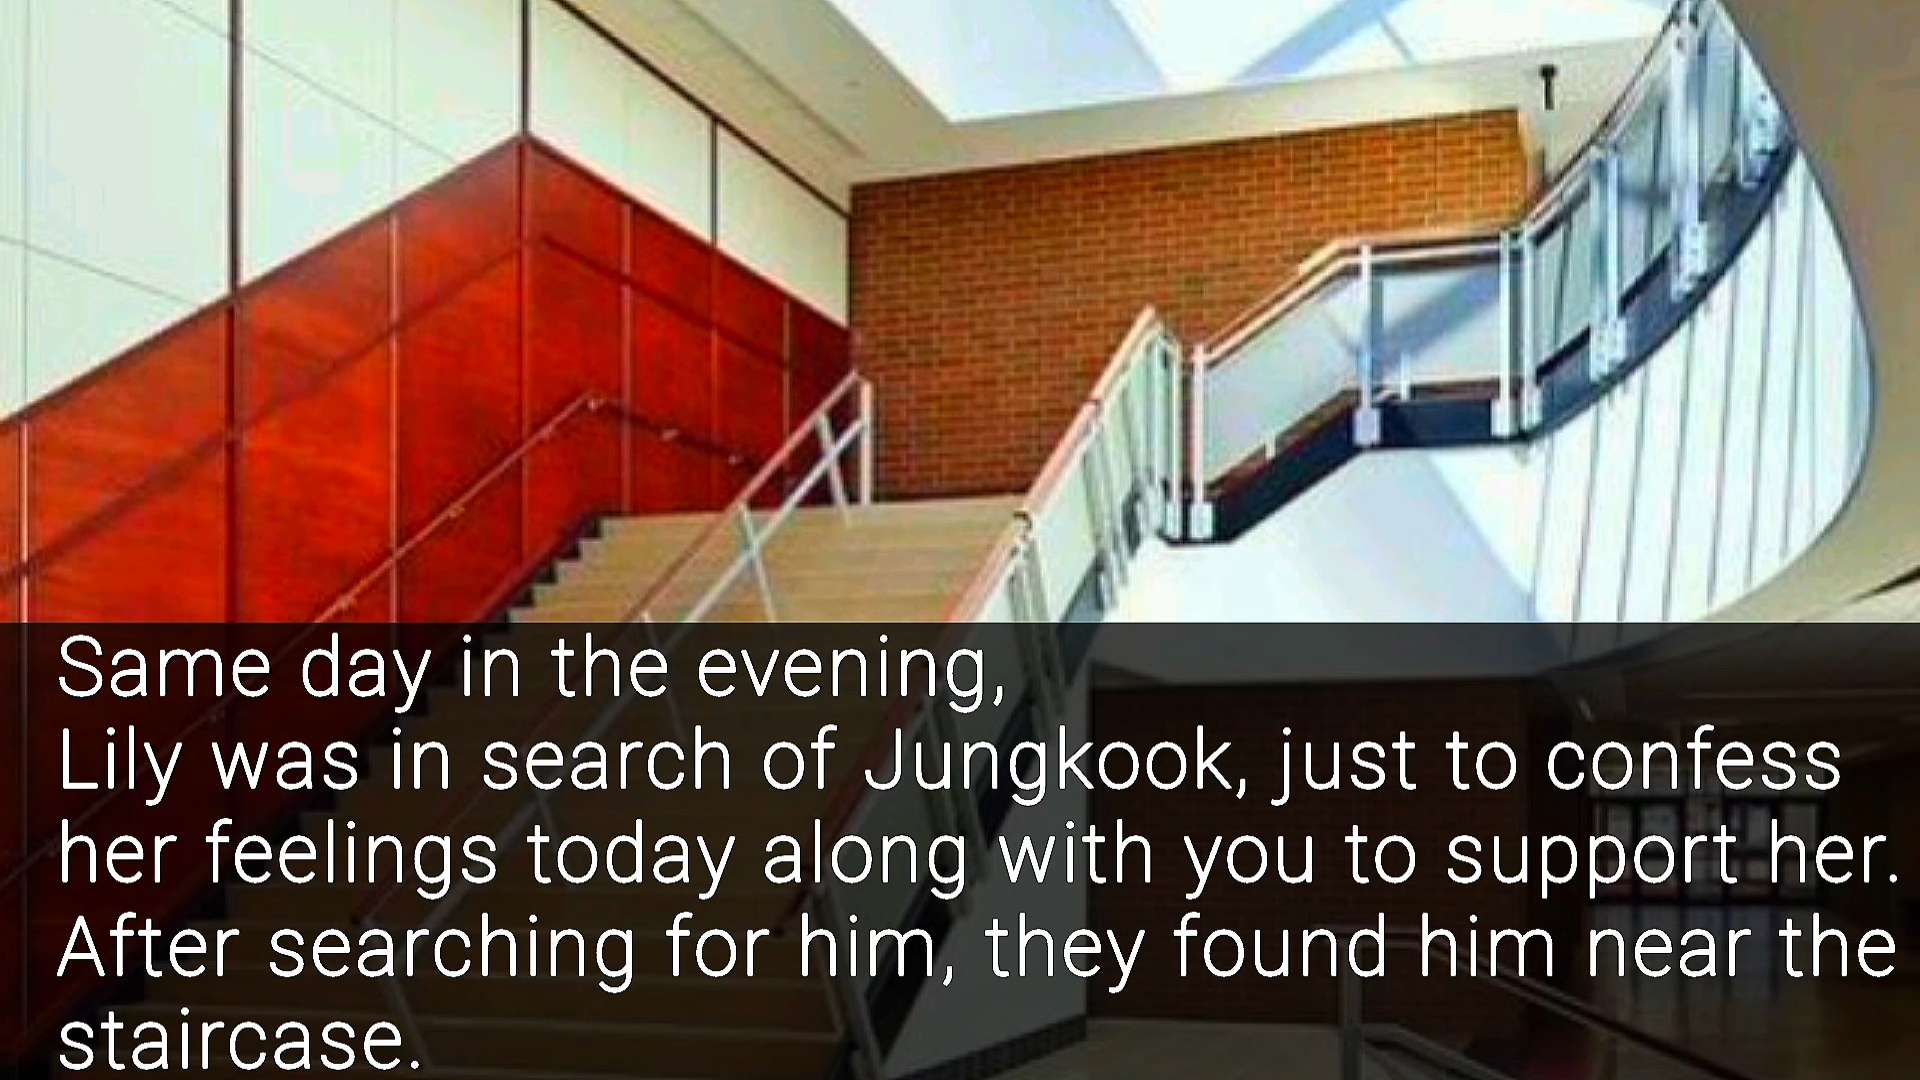 Same day in the evening,
Lily was in search of Jungkook, just to confess
her feelings today along with you to support her.
After searching for him, they found him near the
staircase.